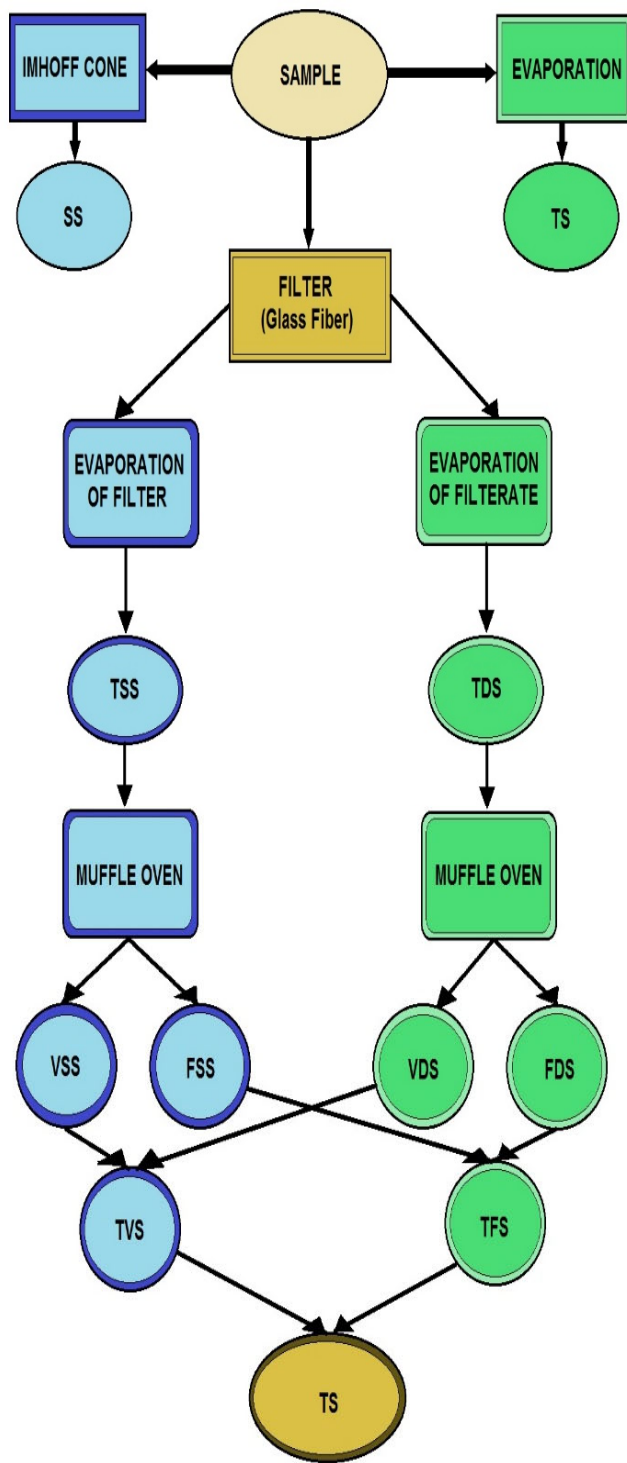 IMHOFF CONE
SAMPLE
EVAPORATION
SS
TS
FILTER
(Glass Fiber)
EVAPORATION
OF FILTER
EVAPORATION
OF FILTERATE
TSS
TDS
MUFFLE OVEN
MUFFLE OVEN
VSS
FSS
VDS
FDS
TVS
TFS
TS